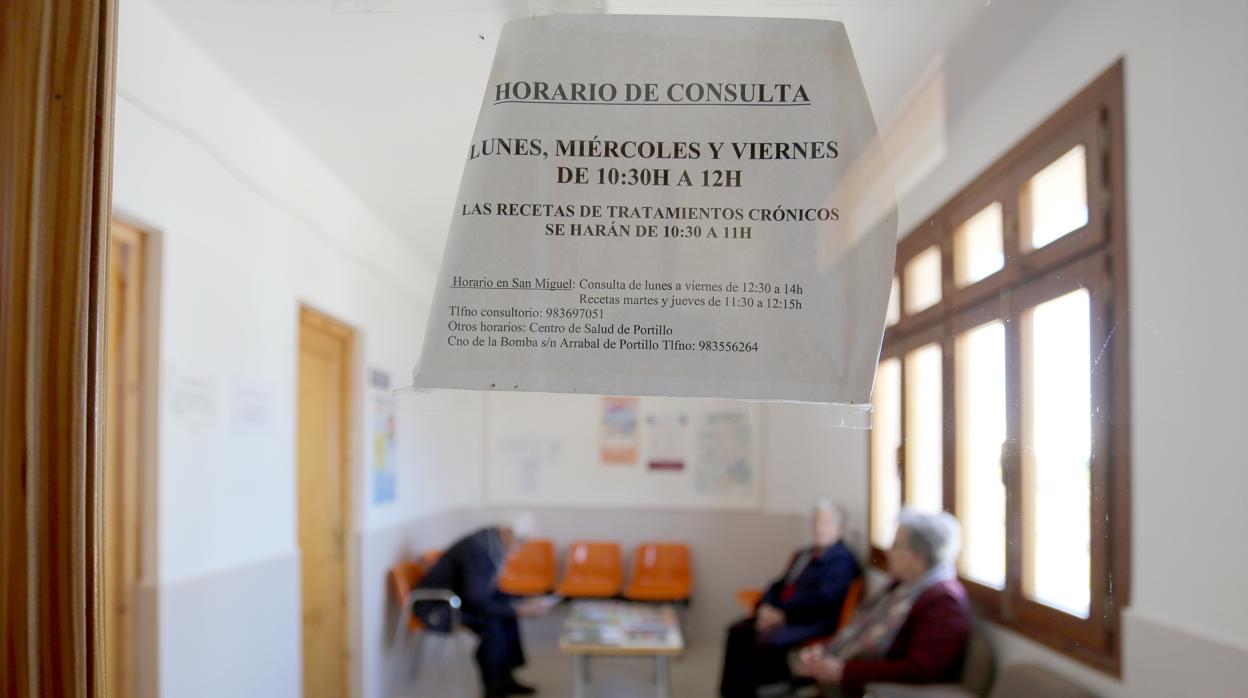 HORARIO DE CONSULTA
LUNES, MIÉRCOLES Y VIERNES
DE 10:30H A 12H
LAS RECETAS DE TRATAMIENTOS CRÓNICOS
SE HARÁN DE 10:30 A 11H
Horario en San Miguel: Consulta de lunes a viernes de 12:30 a 14h
Recetas martes y jueves de 11:30 a 12:15h
Tlfno consultorio: 983697051
Otros horarios: Centro de Salud de Portillo
Cno de la Bomba s/n Arrabal de Portillo Tlfno: 983556264